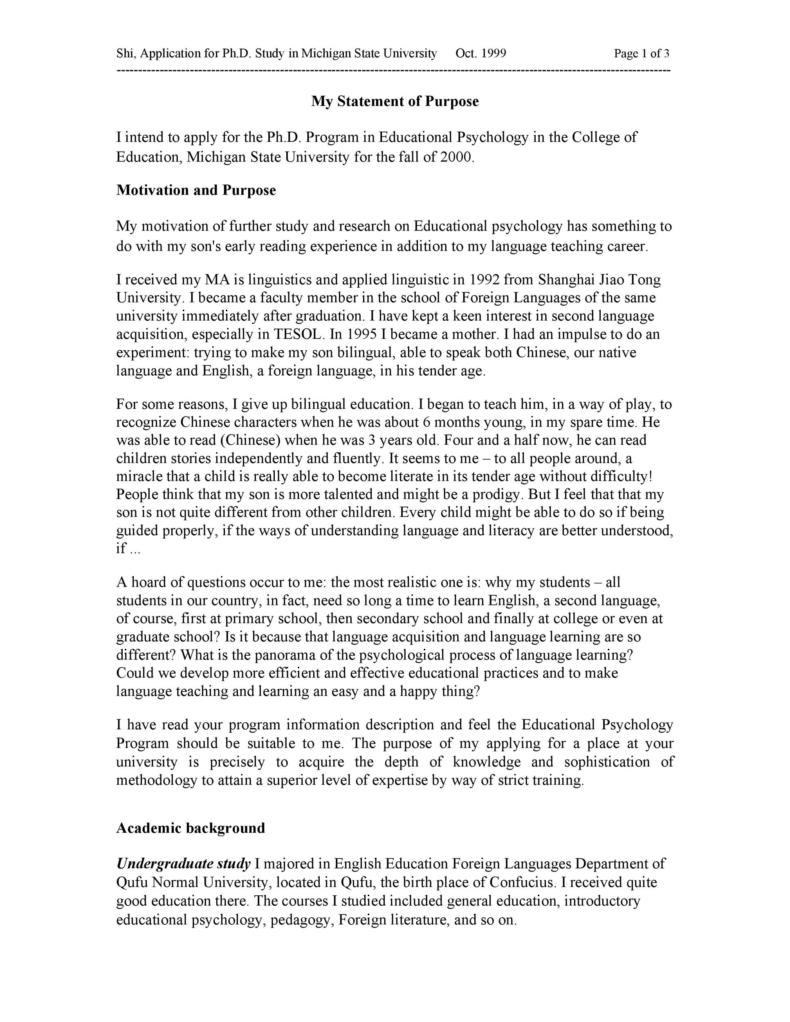 Shi, Application for Ph.D. Study in Michigan State University Oct. 1999 Page 1 of 3
--------------------------------------------------------------------------------------------------------------------------------
My Statement of Purpose
I intend to apply for the Ph.D. Program in Educational Psychology in the College of
Education, Michigan State University for the fall of 2000.
Motivation and Purpose
My motivation of further study and research on Educational psychology has something to
do with my son's early reading experience in addition to my language teaching career.
I received my MA is linguistics and applied linguistic in 1992 from Shanghai Jiao Tong
University. I became a faculty member in the school of Foreign Languages of the same
university immediately after graduation. I have kept a keen interest in second language
acquisition, especially in TESOL. In 1995 I became a mother. I had an impulse to do an
experiment: trying to make my son bilingual, able to speak both Chinese, our native
language and English, a foreign language, in his tender age.
For some reasons, I give up bilingual education. I began to teach him, in a way of play, to
recognize Chinese characters when he was about 6 months young, in my spare time. He
was able to read (Chinese) when he was 3 years old. Four and a half now, he can read
children stories independently and fluently. It seems to me – to all people around, a
miracle that a child is really able to become literate in its tender age without difficulty!
People think that my son is more talented and might be a prodigy. But I feel that that my
son is not quite different from other children. Every child might be able to do so if being
guided properly, if the ways of understanding language and literacy are better understood,
if ...
A hoard of questions occur to me: the most realistic one is: why my students – all
students in our country, in fact, need so long a time to learn English, a second language,
of course, first at primary school, then secondary school and finally at college or even at
graduate school? Is it because that language acquisition and language learning are so
different? What is the panorama of the psychological process of language learning?
Could we develop more efficient and effective educational practices and to make
language teaching and learning an easy and a happy thing?
I have read your program information description and feel the Educational Psychology
Program should be suitable to me. The purpose of my applying for a place at your
university is precisely to acquire the depth of knowledge and sophistication of
methodology to attain a superior level of expertise by way of strict training.
Academic background
Undergraduate study I majored in English Education Foreign Languages Department of
Qufu Normal University, located in Qufu, the birth place of Confucius. I received quite
good education there. The courses I studied included general education, introductory
educational psychology, pedagogy, Foreign literature, and so on.